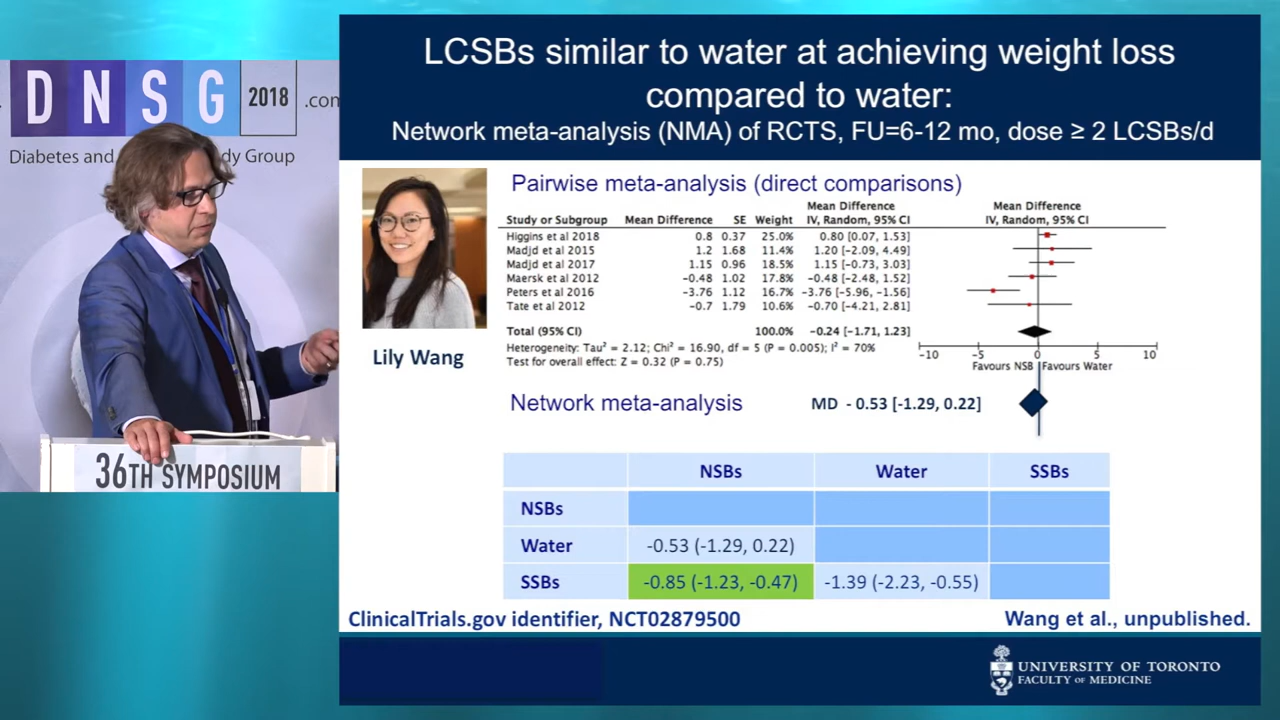 DNSG 2018 .com
Diabetes and dy Group
36TH SYMPOSIUM
LCSBs similar to water at achieving weight loss
compared to water:
Network meta-analysis (NMA) of RCTS, FU=6-12 mo, dose ≥ 2 LCSBs/d
Lily Wang
Pairwise meta-analysis (direct comparisons)
Mean Difference Mean Difference
Study or Subgroup Mean Difference SE Weight IV, Random, 95% CI IV, Random, 95% CI
Higgins et al 2018 0.8 0.37 25.0% 0.80 [0.07, 1.53]
Madjd et al 2015 1.2 1.68 11.4% 1.20 [-2.09, 4.49]
Madjd et al 2017 1.15 0.96 18.5% 1.15 [-0.73, 3.03]
Maersk et al 2012 -0.48 1.02 17.8% -0.48 [-2.48, 1.52]
Peters et al 2016 -3.76 1.12 16.7% -3.76 [-5.96, -1.56]
Tate et al 2012 -0.7 1.79 10.6% -0.70 [-4.21, 2.81]
Total (95% CI) 100.0% -0.24 [-1.71, 1.23]
Heterogeneity: Tau² = 2.12; Chi² = 16.90, df = 5 (P = 0.005); I² = 70%
Test for overall effect: Z = 0.32 (P = 0.75)
-10 -5 0 5 10
Favours NSB Favours Water
Network meta-analysis MD - 0.53 [-1.29, 0.22]
NSBs Water SSBs
NSBs
Water -0.53 (-1.29, 0.22)
SSBs -0.85 (-1.23, -0.47) -1.39 (-2.23, -0.55)
ClinicalTrials.gov identifier, NCT02879500 Wang et al., unpublished.
UNIVERSITY OF TORONTO
FACULTY OF MEDICINE